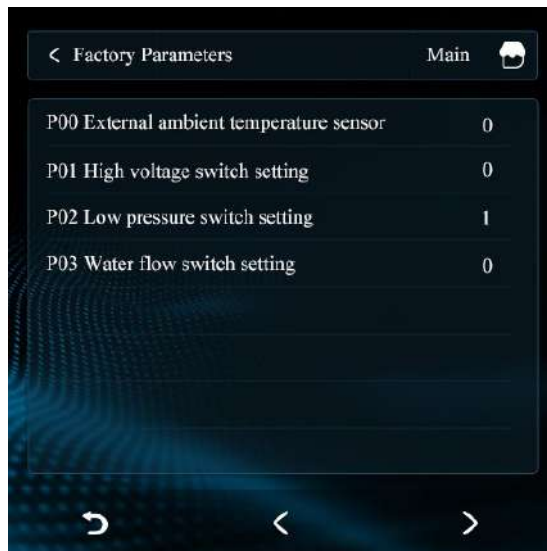 Factory Parameters Main
P00 External ambient temperature sensor 0
P01 High voltage switch setting 0
P02 Low pressure switch setting 1
P03 Water flow switch setting 0